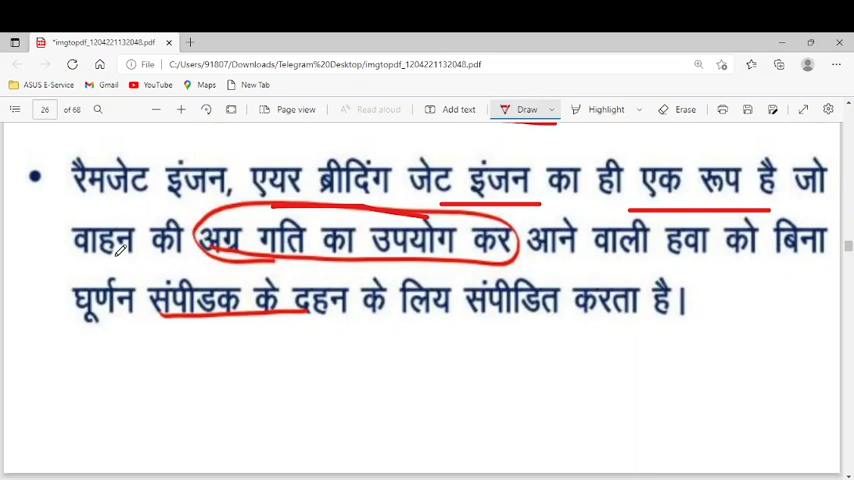 *imgtopdf_1204221132048.pdf
File
C:/Users/91807/Downloads/Telegram%20Desktop/imgtopdf_1204221132048.pdf
ASUS E-Service
Gmail
YouTube
Maps
New Tab
26 of 68
Page view
Read aloud
Add text
Draw
Highlight
Erase
• रैमजेट इंजन, एयर ब्रीदिंग जेट इंजन का ही एक रूप है जो
वाहन की अग्र गति का उपयोग कर आने वाली हवा को बिना
घूर्णन संपीडक के दहन के लिय संपीडित करता है।